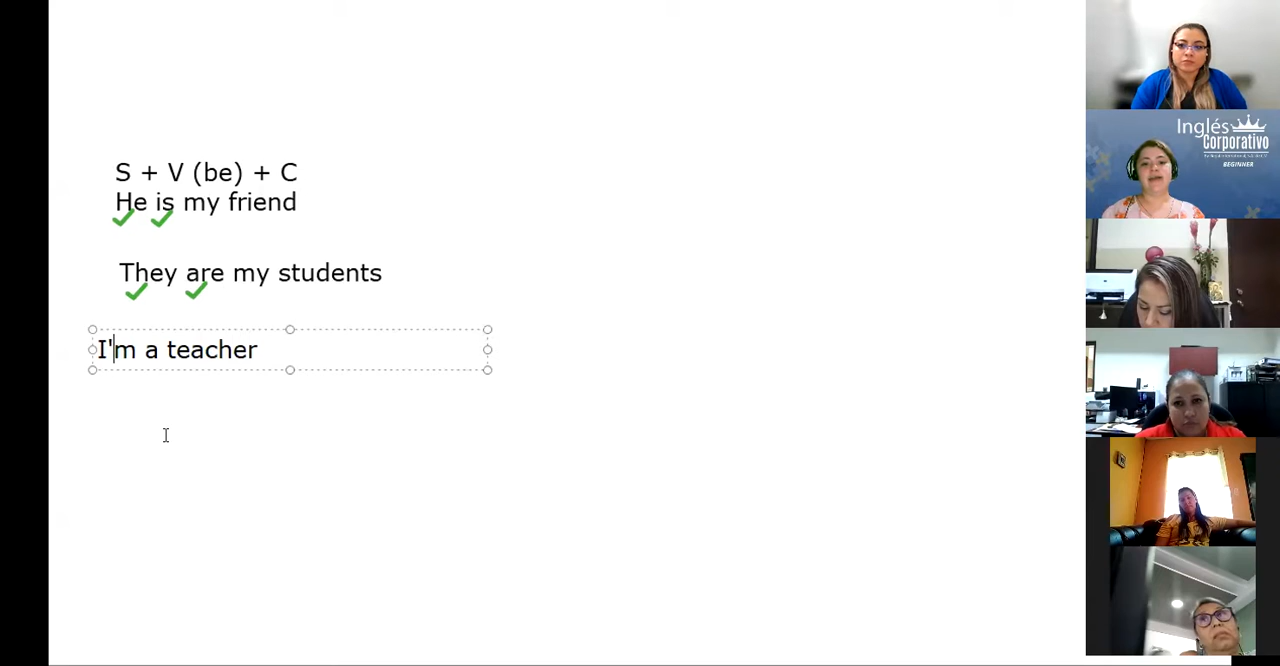 S + V (be) + C
He is my friend
They are my students
I'm a teacher
Inglés
Corporativo
BEGINNER